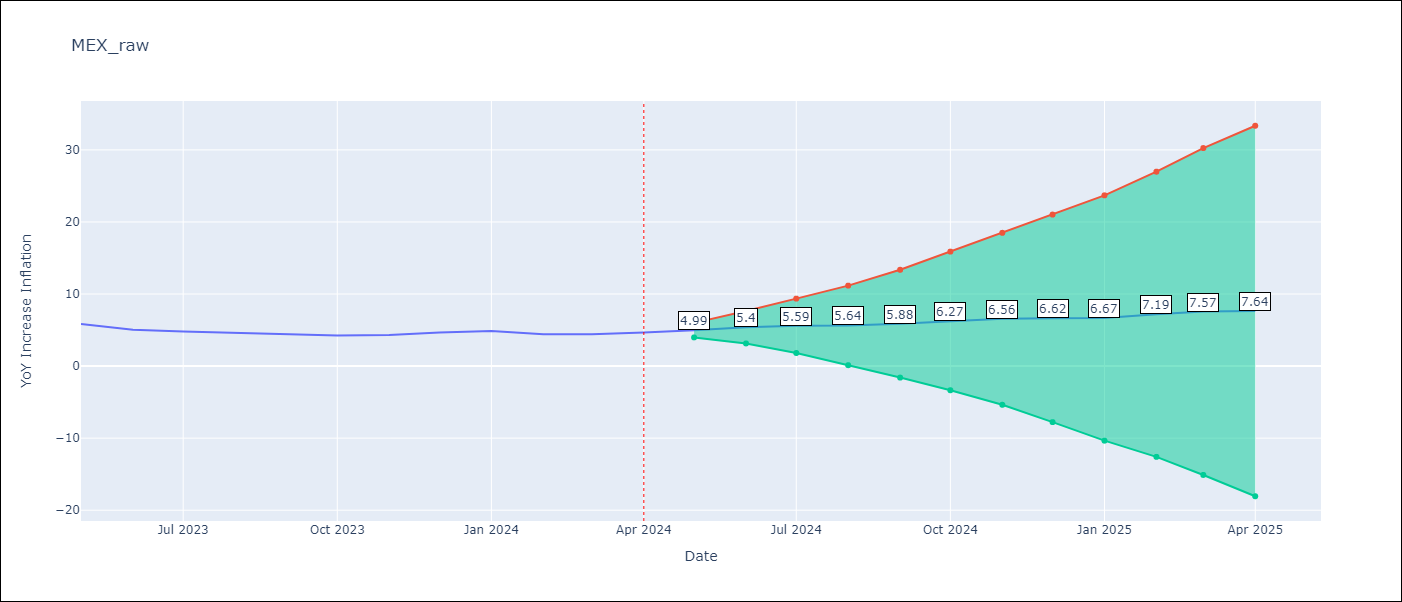 MEX_raw
YoY Increase Inflation
30
20
10
0
−10
−20
4.99
5.4
5.59
5.64
5.88
6.27
6.56
6.62
6.67
7.19
7.57
7.64
Jul 2023
Oct 2023
Jan 2024
Apr 2024
Jul 2024
Oct 2024
Jan 2025
Apr 2025
Date